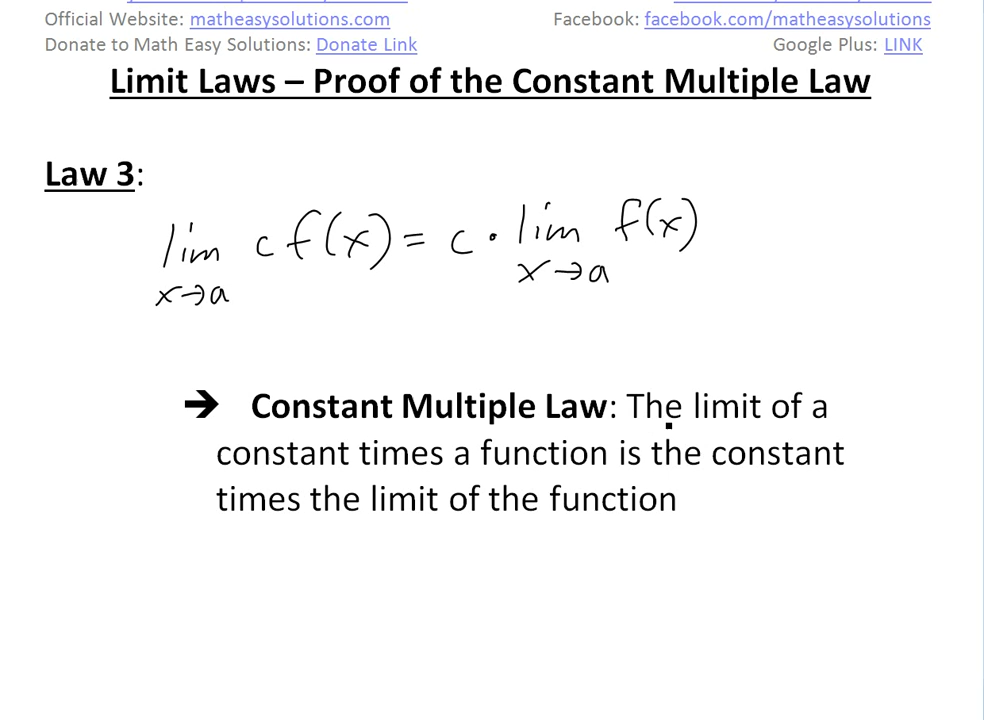 Official Website: matheasysolutions.com Facebook: facebook.com/matheasysolutions
Donate to Math Easy Solutions: Donate Link Google Plus: LINK
Limit Laws – Proof of the Constant Multiple Law
Law 3:
lim c f(x) = c · lim f(x)
x→a x→a
➔ Constant Multiple Law: The limit of a
constant times a function is the constant
times the limit of the function